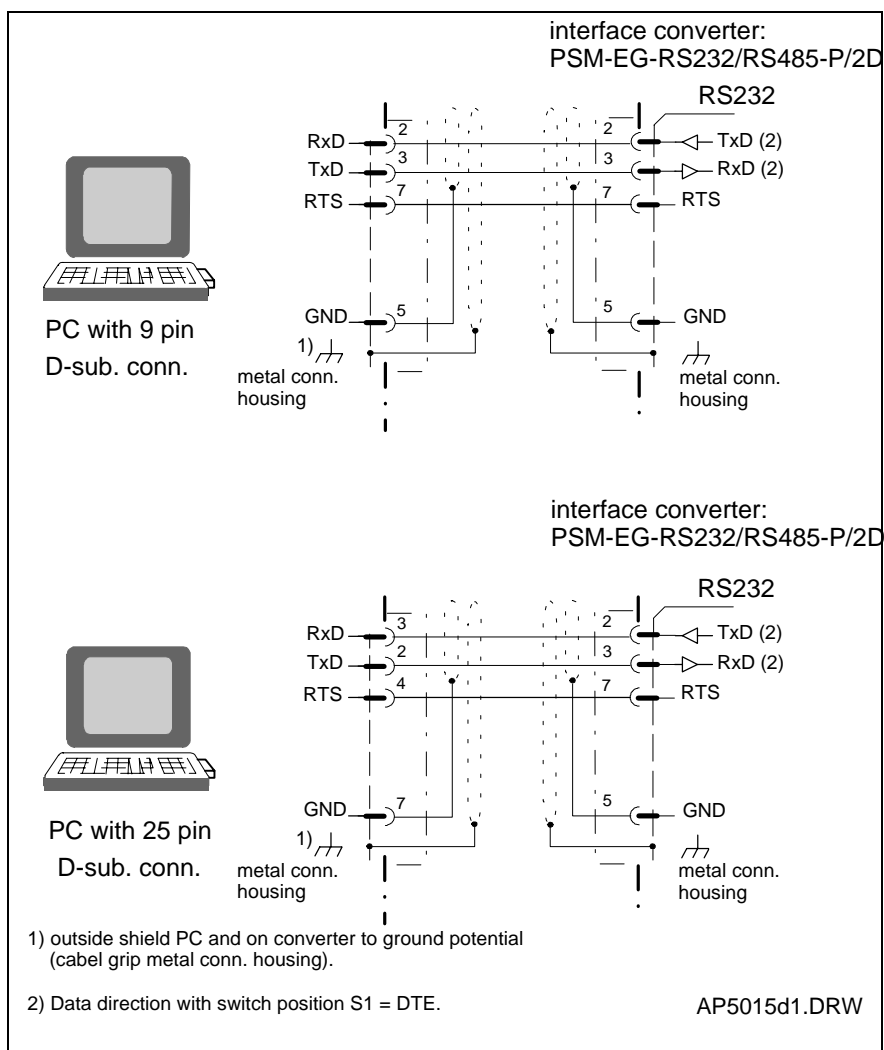 interface converter:
PSM-EG-RS232/RS485-P/2D
RS232
RxD 2 2 TxD (2)
TxD 3 3 RxD (2)
RTS 7 7 RTS
GND 5 5 GND
1)
metal conn.
housing
metal conn.
housing
PC with 9 pin
D-sub. conn.
interface converter:
PSM-EG-RS232/RS485-P/2D
RS232
RxD 3 2 TxD (2)
TxD 2 3 RxD (2)
RTS 4 7 RTS
GND 7 5 GND
1)
metal conn.
housing
metal conn.
housing
PC with 25 pin
D-sub. conn.
1) outside shield PC and on converter to ground potential
(cabel grip metal conn. housing).
2) Data direction with switch position S1 = DTE.
AP5015d1.DRW